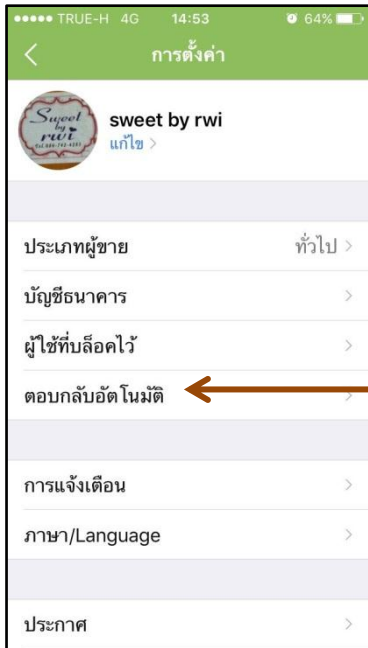 TRUE-H 4G 14:53 64%
การตั้งค่า
Sweet
by
rwi
sweet by rwi
แก้ไข
ประเภทผู้ขาย ทั่วไป
บัญชีธนาคาร
ผู้ใช้ที่บล็อคไว้
ตอบกลับอัตโนมัติ
การแจ้งเตือน
ภาษา/Language
ประกาศ